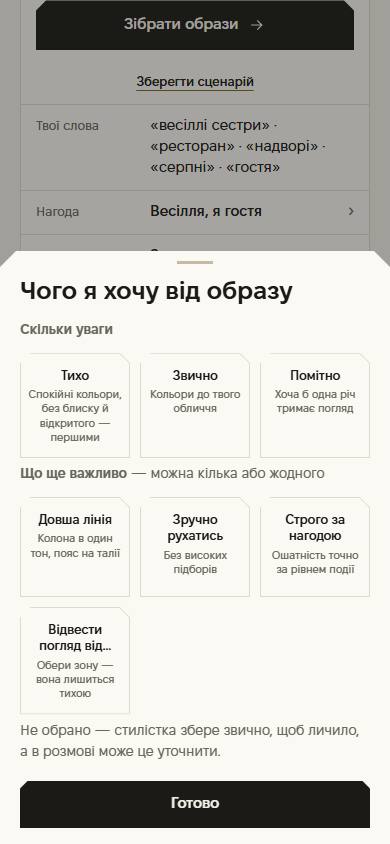 Зібрати образи →
Зберегти сценарій
Твої слова
«весіллі сестри» ·
«ресторан» · «надворі» ·
«серпні» · «гостя»
Нагода
Весілля, я гостя
Чого я хочу від образу
Скільки уваги
Тихо
Спокійні кольори,
без блиску й
відкритого —
першими
Звично
Кольори до твого
обличчя
Помітно
Хоча б одна річ
тримає погляд
Що ще важливо — можна кілька або жодного
Довша лінія
Колона в один
тон, пояс на талії
Зручно
рухатись
Без високих
підборів
Строго за
нагодою
Ошатність точно
за рівнем події
Відвести
погляд від...
Обери зону —
вона лишиться
тихою
Не обрано — стилістка збере звично, щоб личило,
а в розмові може це уточнити.
Готово